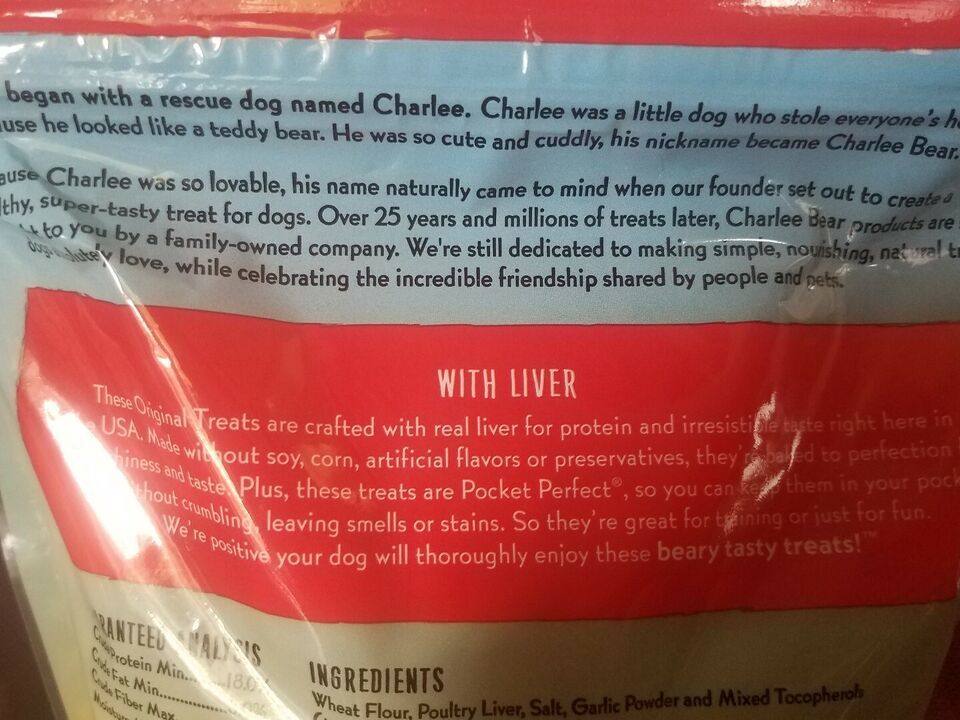 began with a rescue dog named Charlee. Charlee was a little dog who stole everyone's
he looked like a teddy bear. He was so cute and cuddly, his nickname became Charlee Bear.
Charlee was so lovable, his name naturally came to mind when our founder set out to create a
super-tasty treat for dogs. Over 25 years and millions of treats later, Charlee Bear products are
to you by a family-owned company. We're still dedicated to making simple, nourishing, natural
love, while celebrating the incredible friendship shared by people and pets.
WITH LIVER
These Original Treats are crafted with real liver for protein and irresistible taste right here in
USA. Made without soy, corn, artificial flavors or preservatives, they're baked to perfection
and taste. Plus, these treats are Pocket Perfect®, so you can keep them in your
crumbling, leaving smells or stains. So they're great for training or just for fun.
We're positive your dog will thoroughly enjoy these beary tasty treats!™
ANALYSIS
Crude Protein Min....18.0%
Crude Fat Min.
Crude Fiber Max.
INGREDIENTS
Wheat Flour, Poultry Liver, Salt, Garlic Powder and Mixed Tocopherols